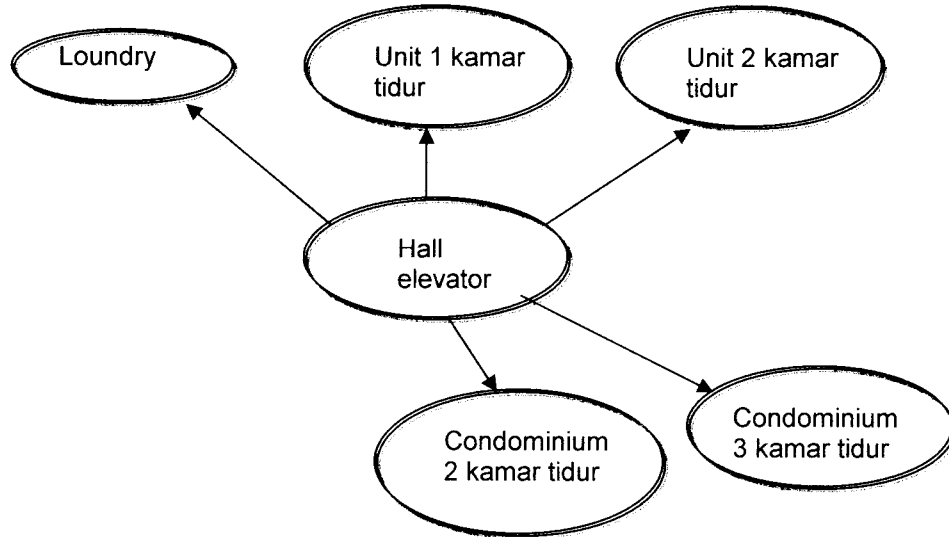 Loundry
Unit 1 kamar
tidur
Unit 2 kamar
tidur
Hall
elevator
Condominium
2 kamar tidur
Condominium
3 kamar tidur